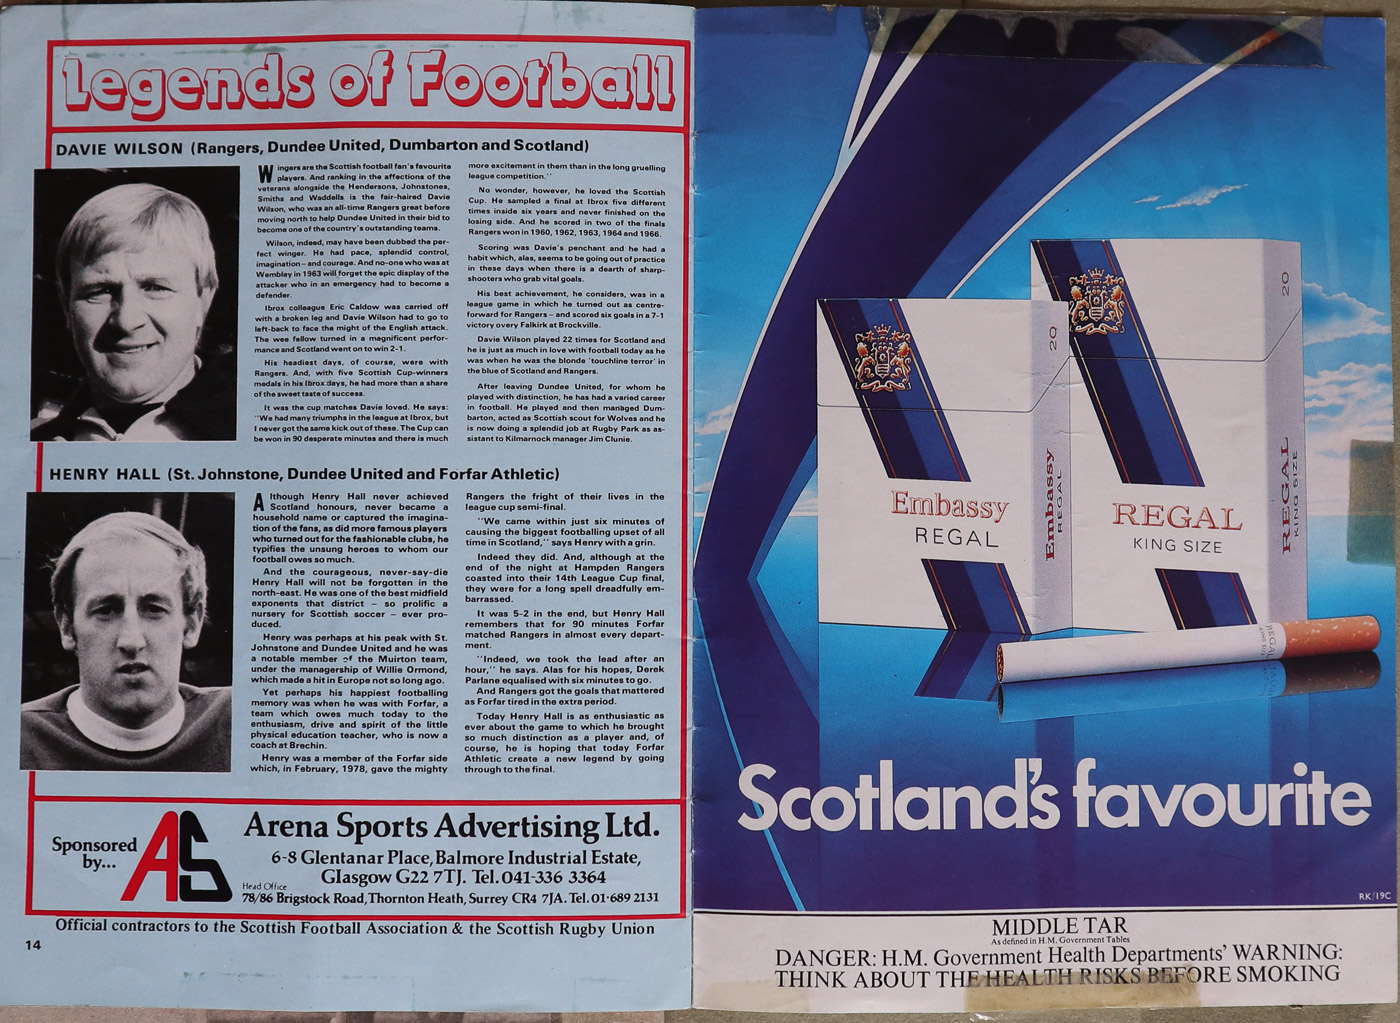 Legends of Football
DAVIE WILSON (Rangers, Dundee United, Dumbarton and Scotland)
Wingers are the Scottish football fan's favourite
players. And ranking in the affections of the
veterans alongside the Hendersons, Johnstones,
Smiths and Waddells is the fair-haired Davie
Wilson, who was an all-time Rangers great before
moving north to help Dundee United in their bid to
become one of the country's outstanding teams.
Wilson, indeed, may have been dubbed the per-
fect winger. He had pace, splendid control,
imagination – and courage. And no-one who was at
Wembley in 1963 will forget the epic display of the
attacker who in an emergency had to become a
defender.
Ibrox colleague Eric Caldow was carried off
with a broken leg and Davie Wilson had to go to
left-back to face the might of the English attack.
The wee fellow turned in a magnificent perfor-
mance and Scotland went on to win 2-1.
His headiest days, of course, were with
Rangers. And, with five Scottish Cup-winners
medals in his Ibrox days, he had more than a share
of the sweet taste of success.
It was the cup matches Davie loved. He says:
"We had many triumphs in the league at Ibrox, but
I never got the same kick out of these. The Cup can
be won in 90 desperate minutes and there is much
more excitement in them than in the long gruelling
league competition."
No wonder, however, he loved the Scottish
Cup. He sampled a final at Ibrox five different
times inside six years and never finished on the
losing side. And he scored in two of the finals
Rangers won in 1960, 1962, 1963, 1964 and 1966.
Scoring was Davie's penchant and he had a
habit which, alas, seems to be going out of practice
in these days when there is a dearth of sharp-
shooters who grab vital goals.
His best achievement, he considers, was in a
league game in which he turned out as centre-
forward for Rangers – and scored six goals in a 7-1
victory overy Falkirk at Brockville.
Davie Wilson played 22 times for Scotland and
he is just as much in love with football today as he
was when he was the blonde 'touchline terror' in
the blue of Scotland and Rangers.
After leaving Dundee United, for whom he
played with distinction, he has had a varied career
in football. He played and then managed Dum-
barton, acted as Scottish scout for Wolves and he
is now doing a splendid job at Rugby Park as as-
sistant to Kilmarnock manager Jim Clunie.
HENRY HALL (St. Johnstone, Dundee United and Forfar Athletic)
Although Henry Hall never achieved
Scotland honours, never became a
household name or captured the imagina-
tion of the fans, as did more famous players
who turned out for the fashionable clubs, he
typifies the unsung heroes to whom our
football owes so much.
And the courageous, never-say-die
Henry Hall will not be forgotten in the
north-east. He was one of the best midfield
exponents that district – so prolific a
nursery for Scottish soccer – ever pro-
duced.
Henry was perhaps at his peak with St.
Johnstone and Dundee United and he was
a notable member of the Muirton team,
under the managership of Willie Ormond,
which made a hit in Europe not so long ago.
Yet perhaps his happiest footballing
memory was when he was with Forfar, a
team which owes much today to the
enthusiasm, drive and spirit of the little
physical education teacher, who is now a
coach at Brechin.
Henry was a member of the Forfar side
which, in February, 1978, gave the mighty
Rangers the fright of their lives in the
league cup semi-final.
"We came within just six minutes of
causing the biggest footballing upset of all
time in Scotland," says Henry with a grin.
Indeed they did. And, although at the
end of the night at Hampden Rangers
coasted into their 14th League Cup final,
they were for a long spell dreadfully em-
barrassed.
It was 5-2 in the end, but Henry Hall
remembers that for 90 minutes Forfar
matched Rangers in almost every depart-
ment.
"Indeed, we took the lead after an
hour," he says. Alas for his hopes, Derek
Parlane equalised with six minutes to go.
And Rangers got the goals that mattered
as Forfar tired in the extra period.
Today Henry Hall is as enthusiastic as
ever about the game to which he brought
so much distinction as a player and, of
course, he is hoping that today Forfar
Athletic create a new legend by going
through to the final.
Sponsored
by...
AS
Arena Sports Advertising Ltd.
6-8 Glentanar Place, Balmore Industrial Estate,
Glasgow G22 7TJ. Tel. 041-336 3364
Head Office
78/86 Brigstock Road, Thornton Heath, Surrey CR4 7JA. Tel. 01-689 2131
Official contractors to the Scottish Football Association & the Scottish Rugby Union
14
20
20
Embassy
REGAL
Embassy
REGAL
REGAL
KING SIZE
REGAL
KING SIZE
REGAL
Scotland's favourite
RK/19C
MIDDLE TAR
As defined in H.M. Government Tables
DANGER: H.M. Government Health Departments' WARNING:
THINK ABOUT THE HEALTH RISKS BEFORE SMOKING